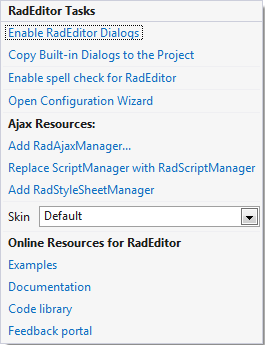 RadEditor Tasks
Enable RadEditor Dialogs
Copy Built-in Dialogs to the Project
Enable spell check for RadEditor
Open Configuration Wizard
Ajax Resources:
Add RadAjaxManager...
Replace ScriptManager with RadScriptManager
Add RadStyleSheetManager
Skin Default
Online Resources for RadEditor
Examples
Documentation
Code library
Feedback portal